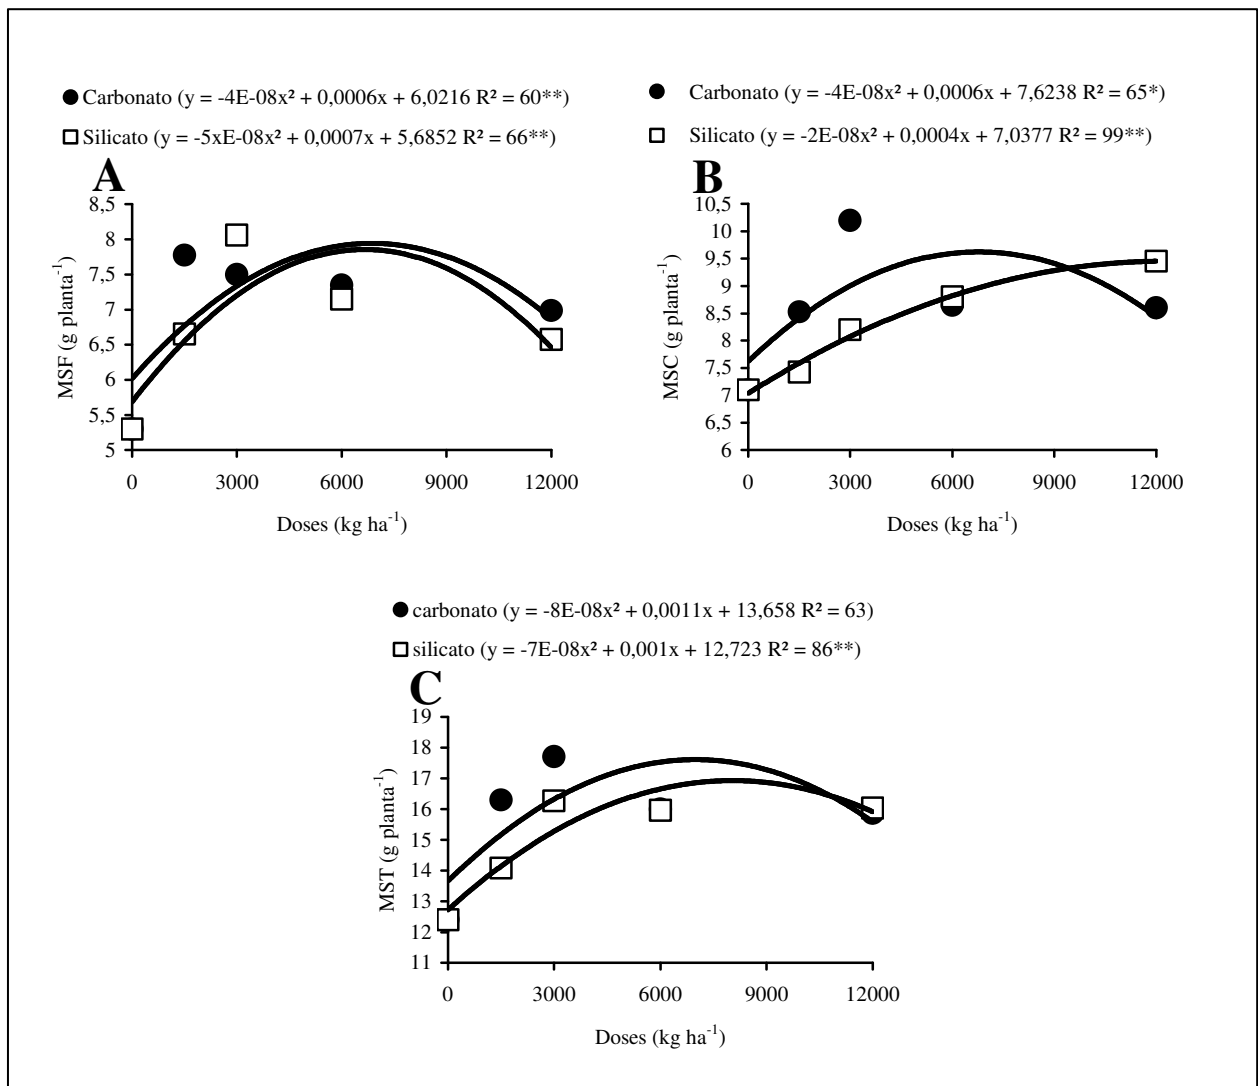 Carbonato (y = -4E-08x² + 0,0006x + 6,0216 R² = 60**)
Silicato (y = -5xE-08x² + 0,0007x + 5,6852 R² = 66**)
A
8,5
8
7,5
7
6,5
6
5,5
5
MSF (g planta⁻¹)
0 3000 6000 9000 12000
Doses (kg ha⁻¹)
Carbonato (y = -4E-08x² + 0,0006x + 7,6238 R² = 65*)
Silicato (y = -2E-08x² + 0,0004x + 7,0377 R² = 99**)
B
10,5
10
9,5
9
8,5
8
7,5
7
6,5
6
MSC (g planta⁻¹)
0 3000 6000 9000 12000
Doses (kg ha⁻¹)
carbonato (y = -8E-08x² + 0,0011x + 13,658 R² = 63)
silicato (y = -7E-08x² + 0,001x + 12,723 R² = 86**)
C
19
18
17
16
15
14
13
12
11
MST (g planta⁻¹)
0 3000 6000 9000 12000
Doses (kg ha⁻¹)